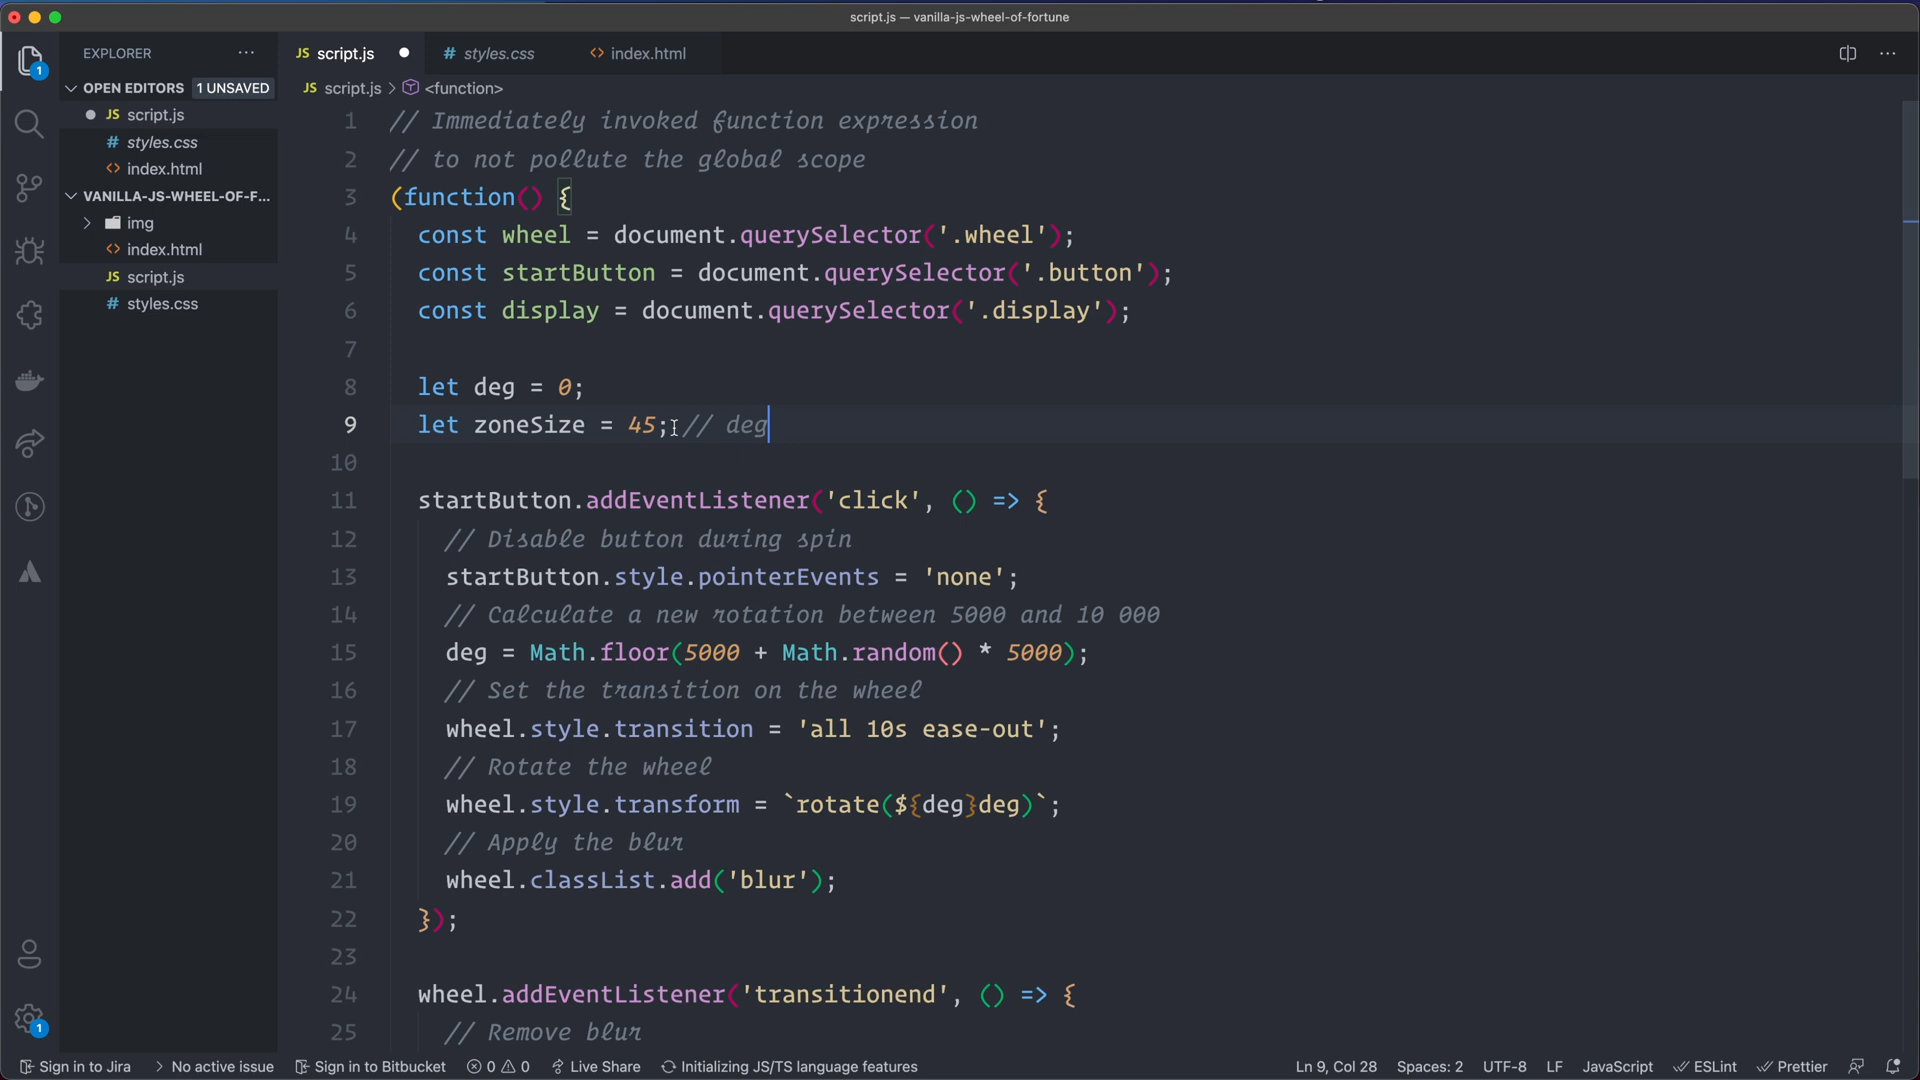 script.js — vanilla-js-wheel-of-fortune
EXPLORER
JS script.js
# styles.css
<> index.html
OPEN EDITORS 1 UNSAVED
JS script.js
# styles.css
<> index.html
VANILLA-JS-WHEEL-OF-F...
img
<> index.html
JS script.js
# styles.css
JS script.js > <function>
1 // Immediately invoked function expression
2 // to not pollute the global scope
3 (function() {
4 const wheel = document.querySelector('.wheel');
5 const startButton = document.querySelector('.button');
6 const display = document.querySelector('.display');
7
8 let deg = 0;
9 let zoneSize = 45; // deg
10
11 startButton.addEventListener('click', () => {
12 // Disable button during spin
13 startButton.style.pointerEvents = 'none';
14 // Calculate a new rotation between 5000 and 10 000
15 deg = Math.floor(5000 + Math.random() * 5000);
16 // Set the transition on the wheel
17 wheel.style.transition = 'all 10s ease-out';
18 // Rotate the wheel
19 wheel.style.transform = `rotate(${deg}deg)`;
20 // Apply the blur
21 wheel.classList.add('blur');
22 });
23
24 wheel.addEventListener('transitionend', () => {
25 // Remove blur
1
1
Sign in to Jira > No active issue Sign in to Bitbucket 0 0 Live Share Initializing JS/TS language features Ln 9, Col 28 Spaces: 2 UTF-8 LF JavaScript ESLint Prettier